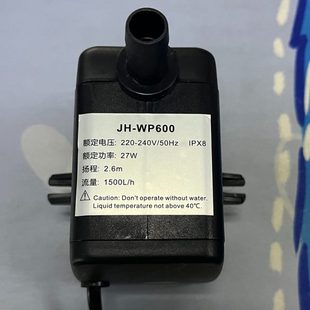 JH-WP600
额定电压: 220-240V/50Hz IPX8
额定功率: 27W
扬程: 2.6m
流量: 1500L/h
Caution: Don't operate without water.
Liquid temperature not above 40℃.